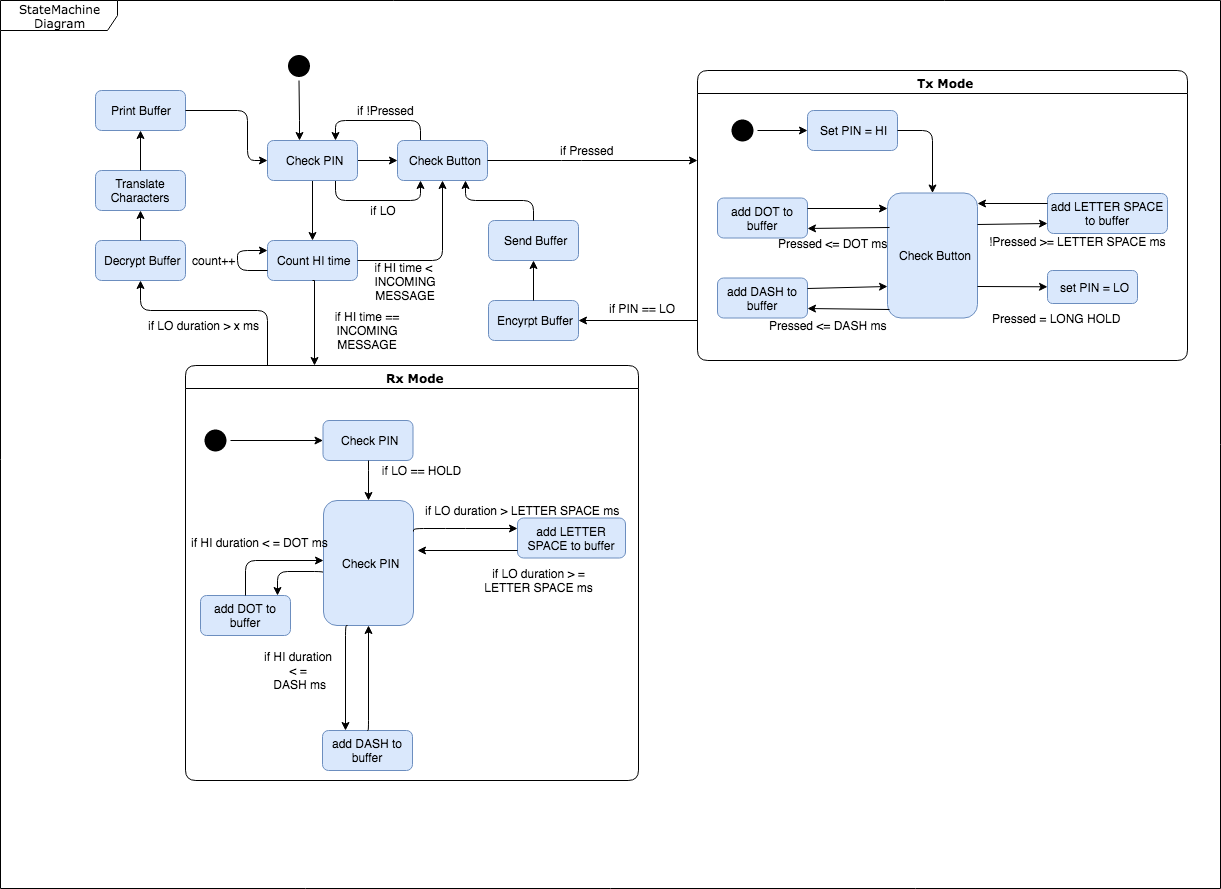 StateMachine
Diagram
Tx Mode
Print Buffer
if !Pressed
Set PIN = HI
Check PIN
Check Button
if Pressed
Translate
Characters
if LO
add DOT to
buffer
add LETTER SPACE
to buffer
Pressed <= DOT ms
!Pressed >= LETTER SPACE ms
Check Button
Decrypt Buffer
count++
Count HI time
Send Buffer
if HI time <
INCOMING
MESSAGE
add DASH to
buffer
set PIN = LO
Pressed <= DASH ms
Pressed = LONG HOLD
if LO duration > x ms
if HI time ==
INCOMING
MESSAGE
Encyrpt Buffer
if PIN == LO
Rx Mode
Check PIN
if LO == HOLD
if LO duration > LETTER SPACE ms
add LETTER
SPACE to buffer
if HI duration < = DOT ms
Check PIN
if LO duration > =
LETTER SPACE ms
add DOT to
buffer
if HI duration
< =
DASH ms
add DASH to
buffer